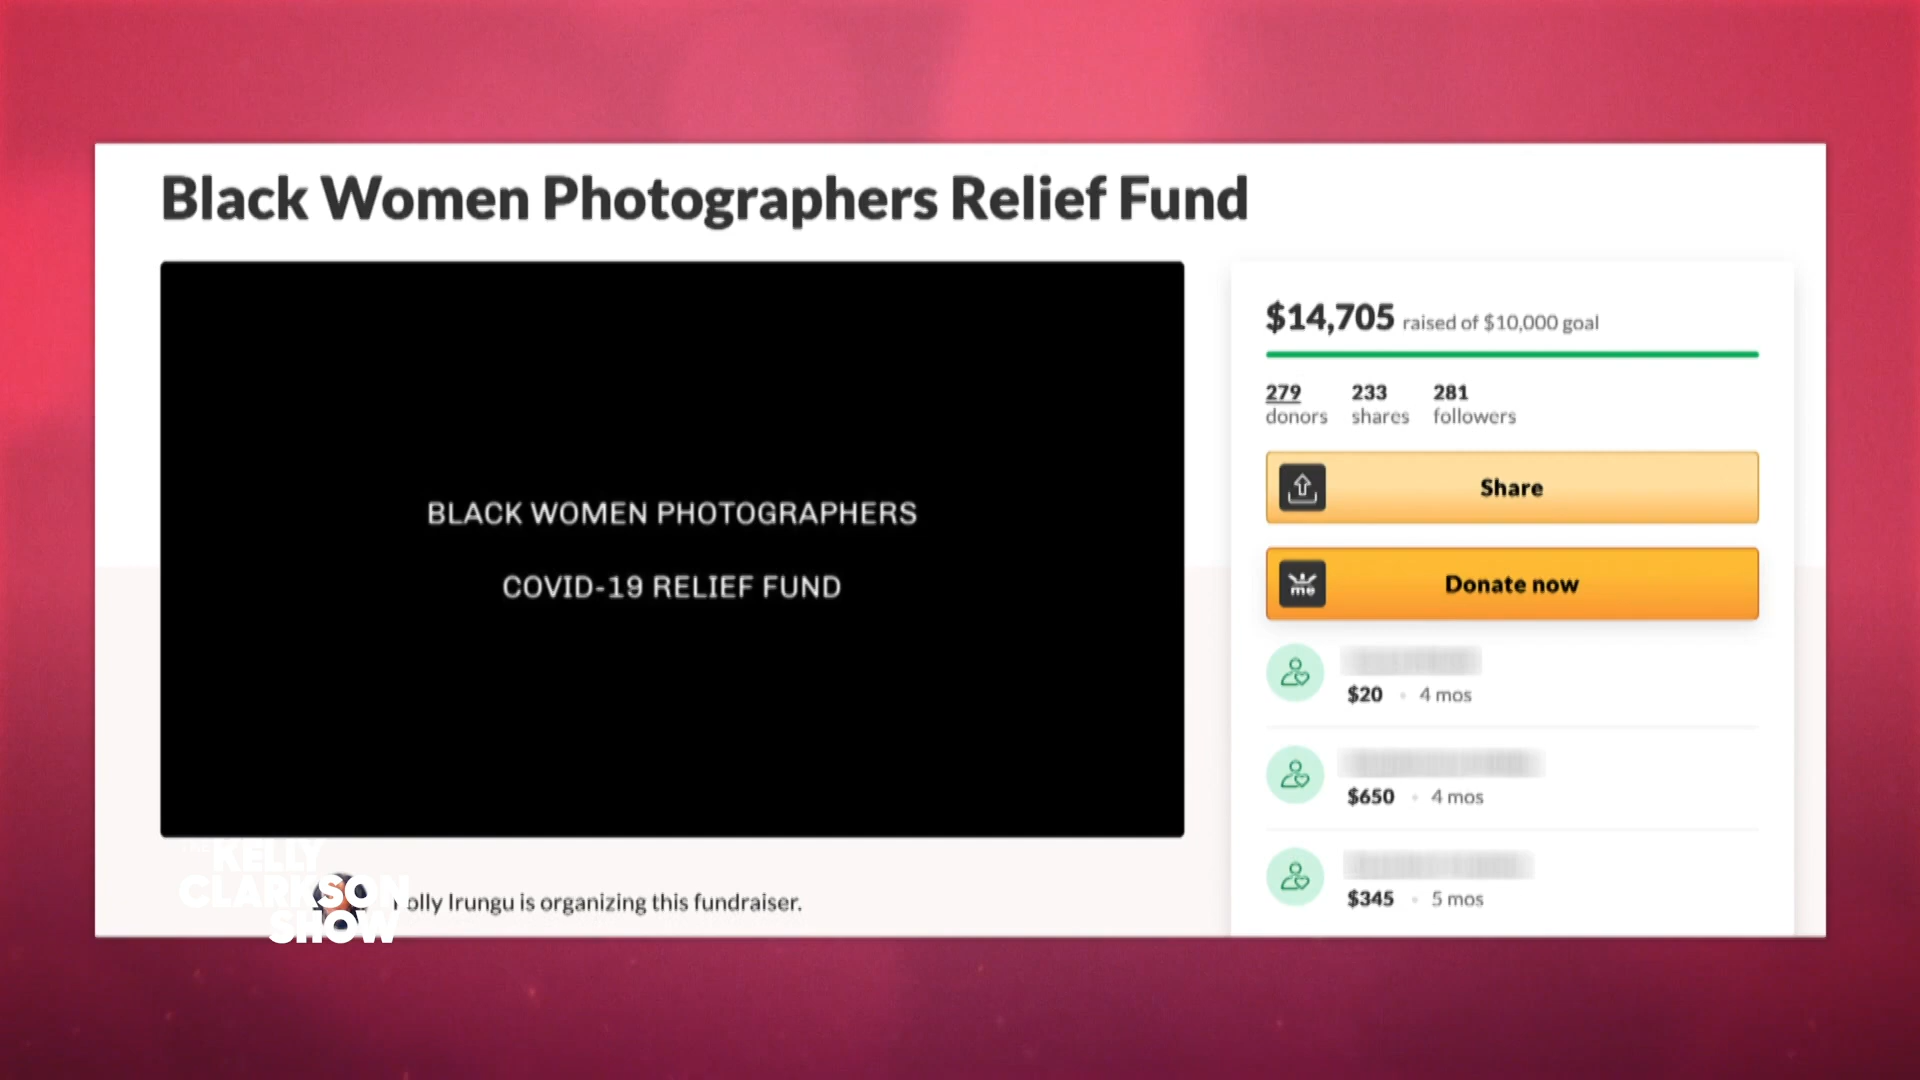 Black Women Photographers Relief Fund
BLACK WOMEN PHOTOGRAPHERS
COVID-19 RELIEF FUND
$14,705 raised of $10,000 goal
279 233 281
donors shares followers
Share
me Donate now
$20 • 4 mos
$650 • 4 mos
$345 • 5 mos
THE
KELLY
CLARKSON
SHOW
olly Irungu is organizing this fundraiser.